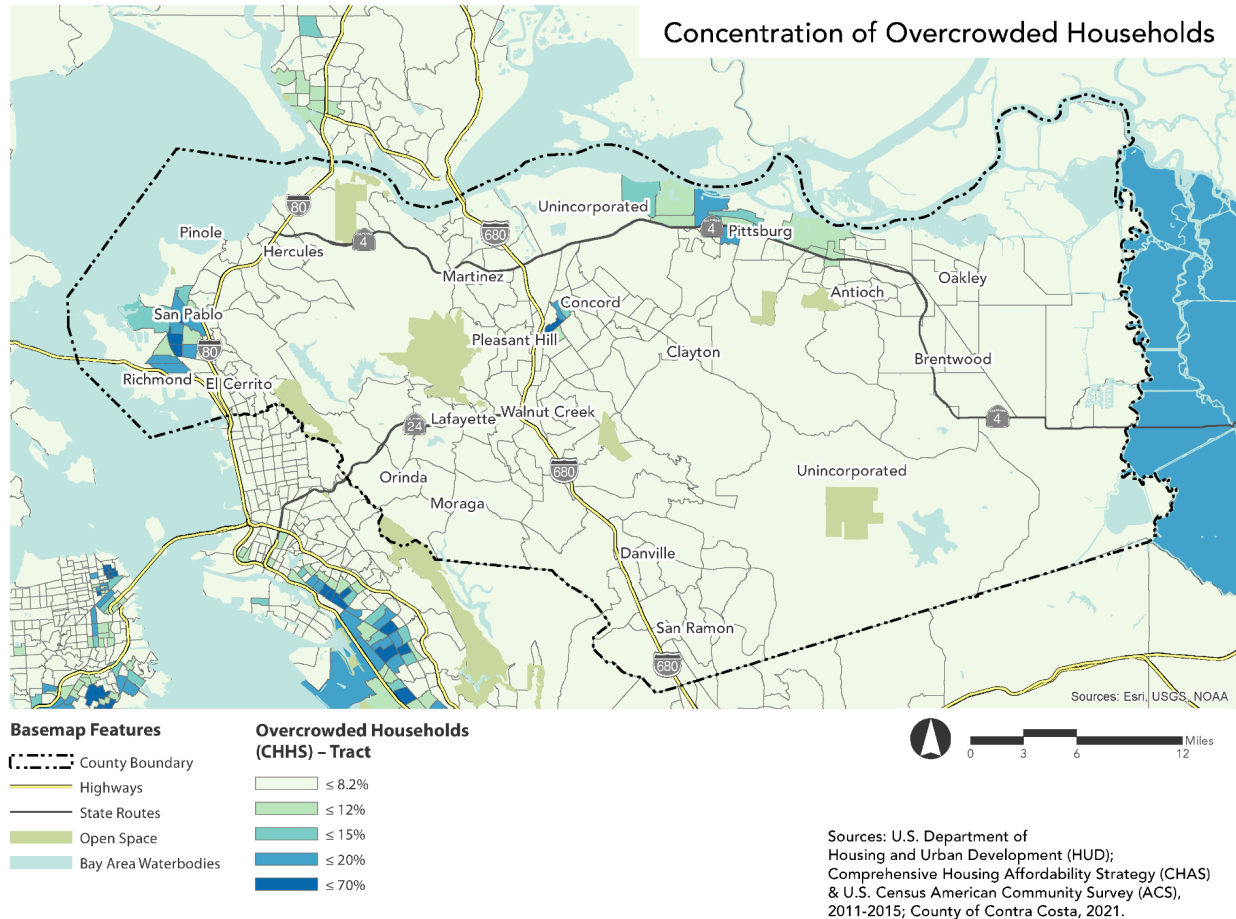 Concentration of Overcrowded Households
80
Unincorporated
Pinole
680
4
Pittsburg
Hercules
4
Martinez
Oakley
Antioch
Concord
San Pablo
Pleasant Hill
Clayton
80
Brentwood
Richmond
El Cerrito
Walnut Creek
24
Lafayette
4
680
Unincorporated
Orinda
Moraga
Danville
San Ramon
680
Sources: Esri, USGS, NOAA
Basemap Features
County Boundary
Highways
State Routes
Open Space
Bay Area Waterbodies
Overcrowded Households
(CHHS) – Tract
≤ 8.2%
≤ 12%
≤ 15%
≤ 20%
≤ 70%
0 3 6 12 Miles
Sources: U.S. Department of
Housing and Urban Development (HUD);
Comprehensive Housing Affordability Strategy (CHAS)
& U.S. Census American Community Survey (ACS),
2011-2015; County of Contra Costa, 2021.